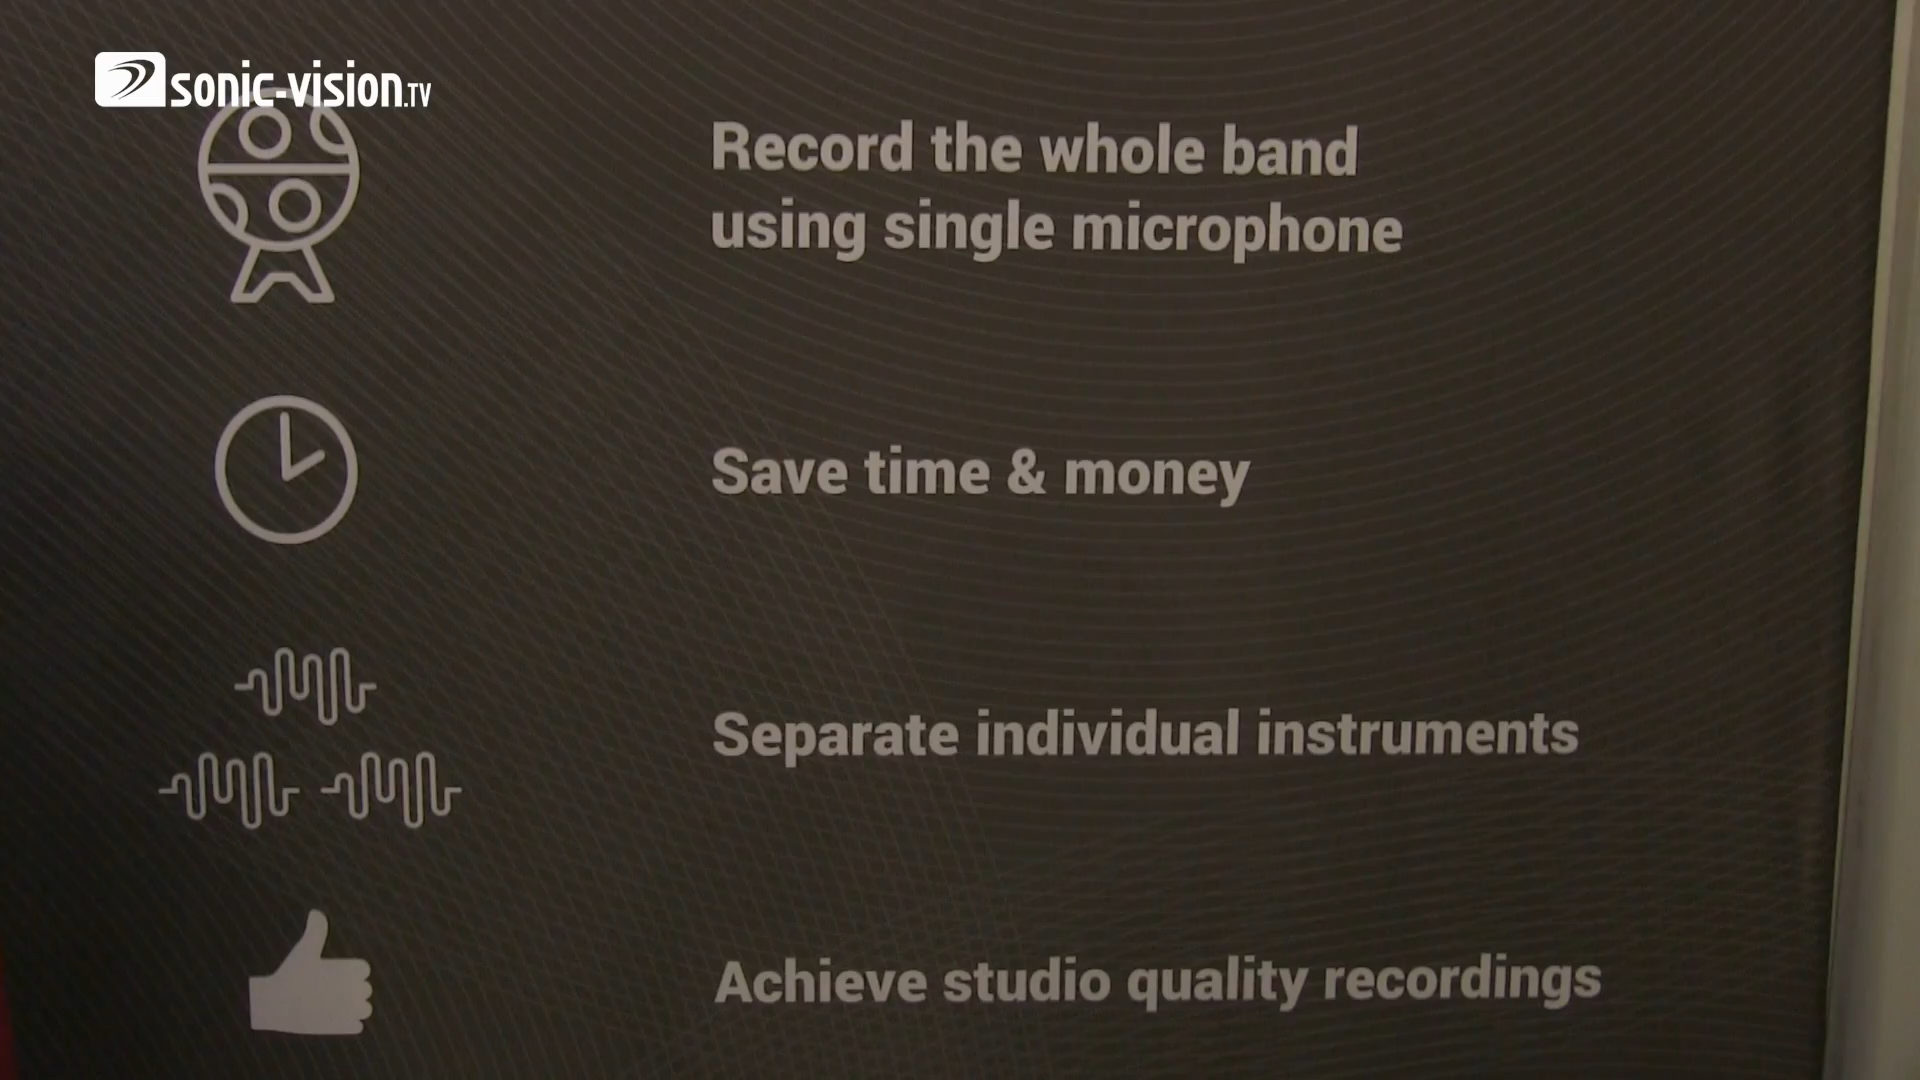 sonic-vision.TV
Record the whole band
using single microphone
Save time & money
Separate individual instruments
Achieve studio quality recordings